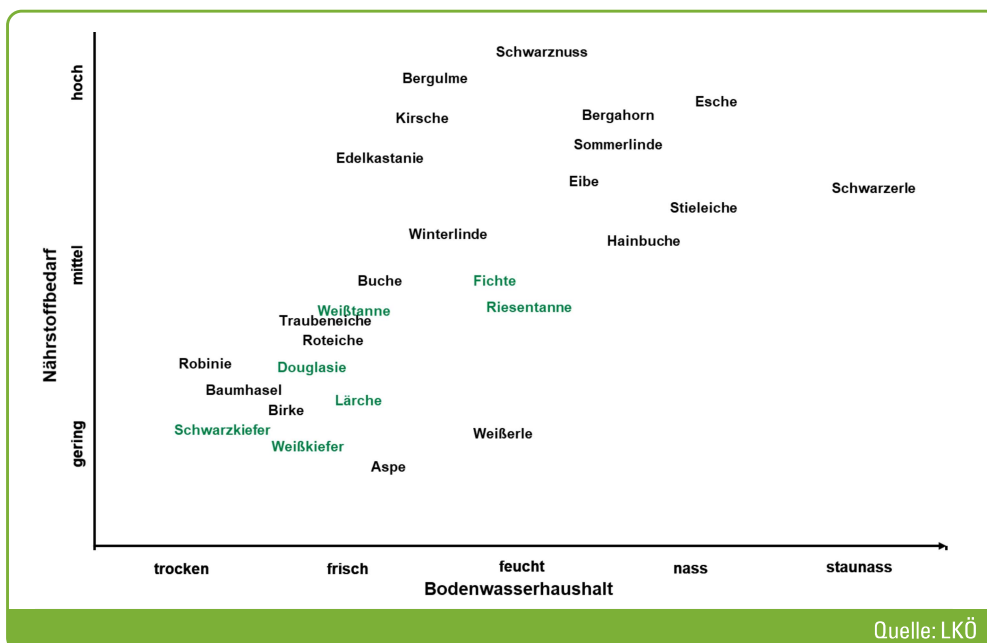 Schwarznuss
Bergulme
hoch
Esche
Kirsche
Bergahorn
Sommerlinde
Edelkastanie
Eibe
Schwarzerle
Stieleiche
Winterlinde
Hainbuche
mittel
Buche
Fichte
Weißtanne
Riesentanne
Traubeneiche
Nährstoffbedarf
Roteiche
Robinie
Douglasie
Baumhasel
Lärche
Birke
Schwarzkiefer
Weißerle
gering
Weißkiefer
Aspe
trocken
frisch
feucht
nass
staunass
Bodenwasserhaushalt
Quelle: LKÖ